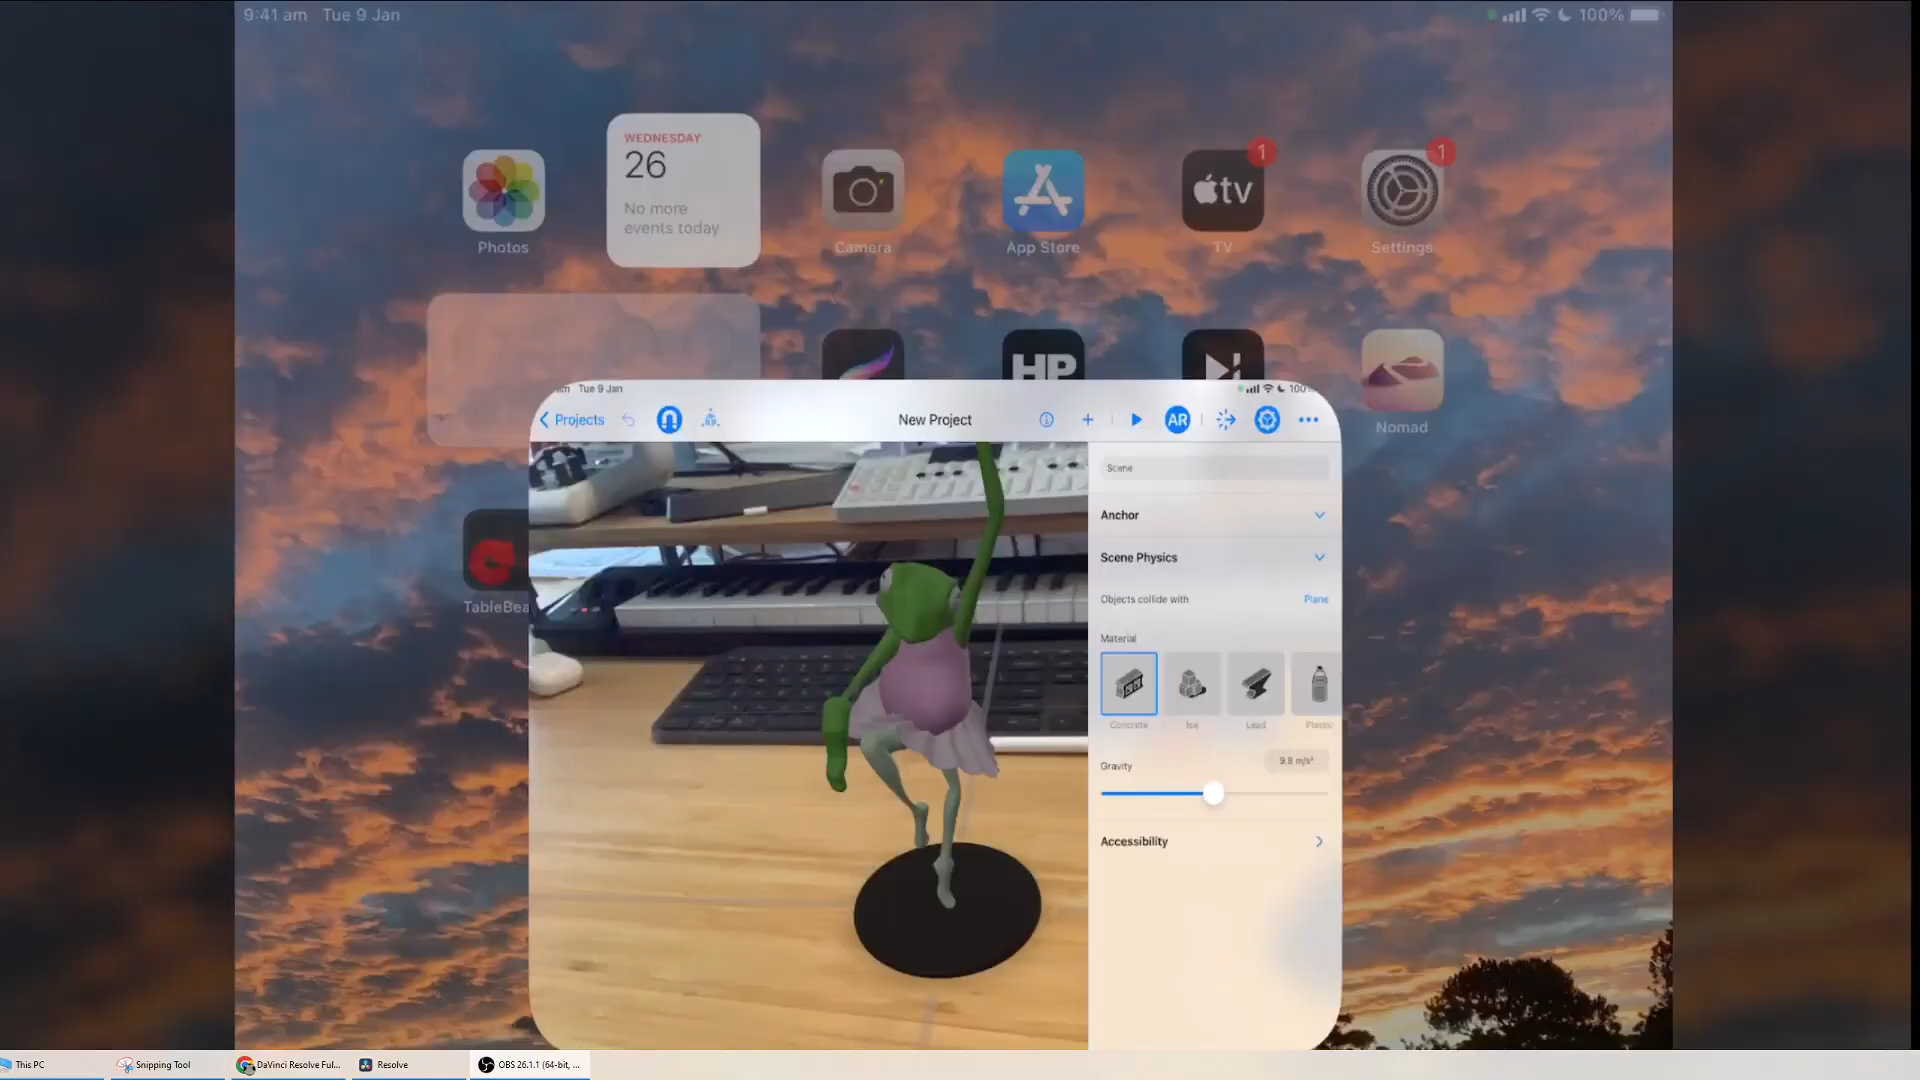 9:41 am Tue 9 Jan
100%
WEDNESDAY
26
No more
events today
1
1
tv
Photos
Camera
App Store
TV
Settings
HP
Nomad
TableBea
Tue 9 Jan
100%
Projects
New Project
AR
Scene
Anchor
Scene Physics
Objects collide with
Plane
Material
Concrete
Ice
Lead
Plastic
Gravity
9.8 m/s²
Accessibility
This PC
Snipping Tool
DaVinci Resolve Ful...
Resolve
OBS 26.1.1 (64-bit, ...